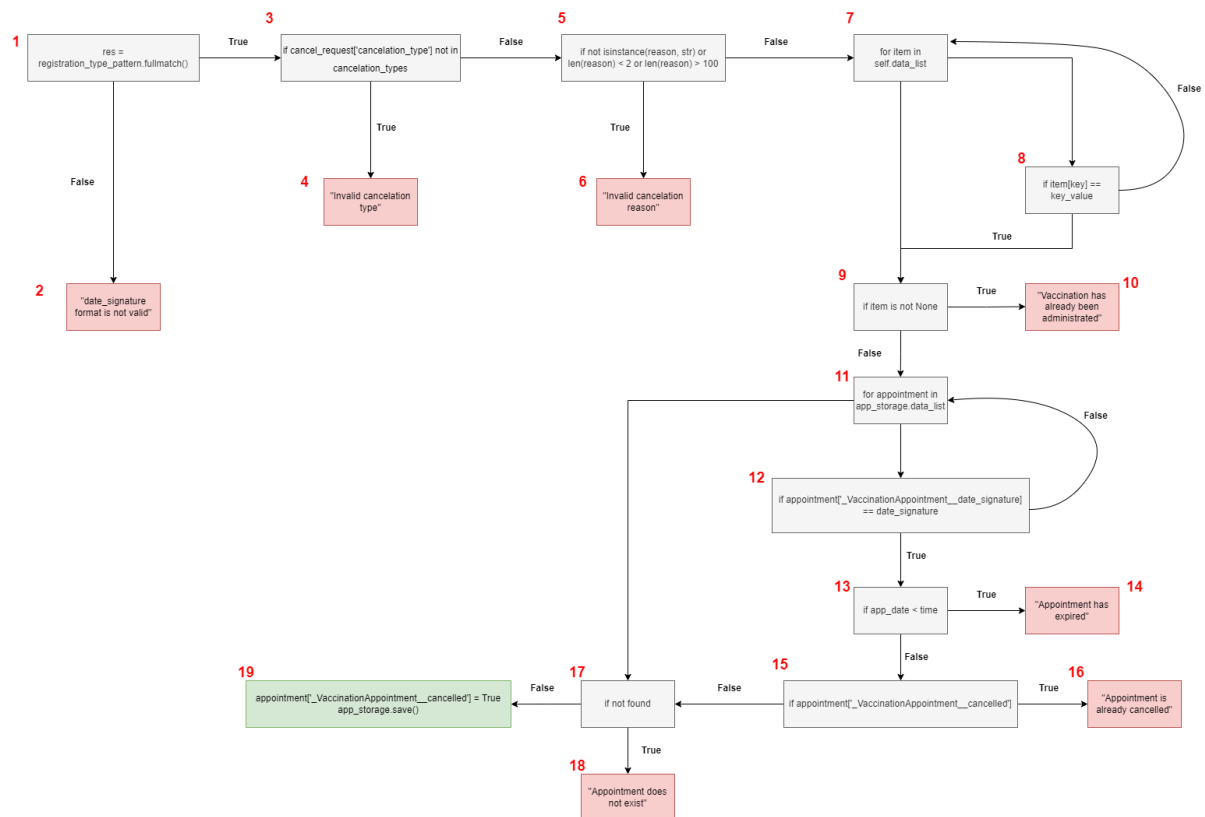 1
res =
registration_type_pattern.fullmatch()
True
False
2
"date_signature
format is not valid"
3
if cancel_request['cancelation_type'] not in
cancelation_types
False
True
4
"Invalid cancelation
type"
5
if not isinstance(reason, str) or
len(reason) < 2 or len(reason) > 100
False
True
6
"Invalid cancelation
reason"
7
for item in
self.data_list
False
8
if item[key] ==
key_value
True
9
if item is not None
True
10
"Vaccination has
already been
administrated"
False
11
for appointment in
app_storage.data_list
False
12
if appointment['_VaccinationAppointment__date_signature]
== date_signature
True
13
if app_date < time
True
14
"Appointment has
expired"
False
15
if appointment['_VaccinationAppointment__cancelled']
True
16
"Appointment is
already cancelled"
False
17
if not found
False
True
18
"Appointment does
not exist"
19
appointment['_VaccinationAppointment__cancelled'] = True
app_storage.save()